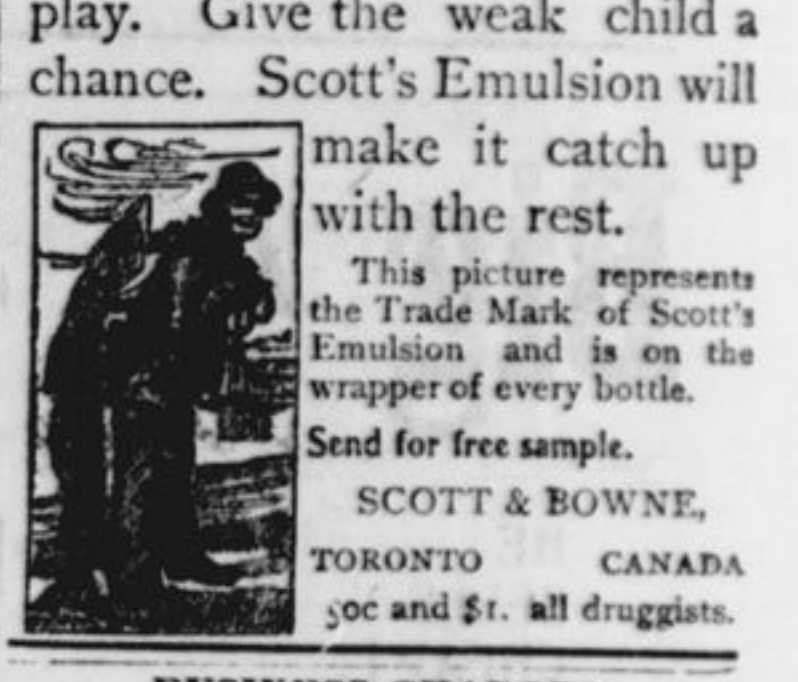 play. Give the weak child a
chance. Scott's Emulsion will
make it catch up
with the rest.
This picture represents
the Trade Mark of Scott's
Emulsion and is on the
wrapper of every bottle.
Send for free sample.
SCOTT & BOWNE,
TORONTO CANADA
50c and $1. all druggists.